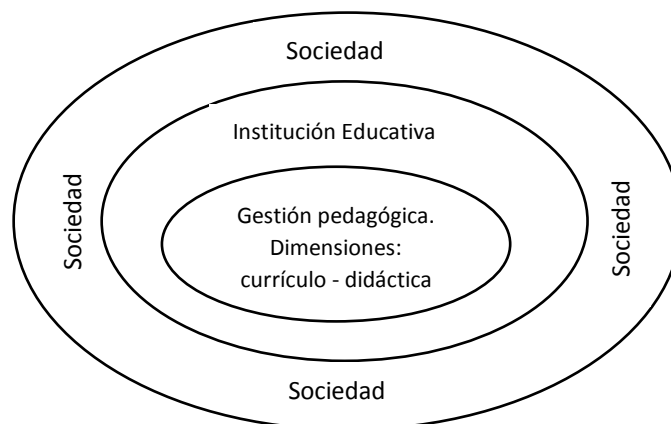 Sociedad
Institución Educativa
Sociedad
Gestión pedagógica.
Dimensiones:
currículo - didáctica
Sociedad
Sociedad